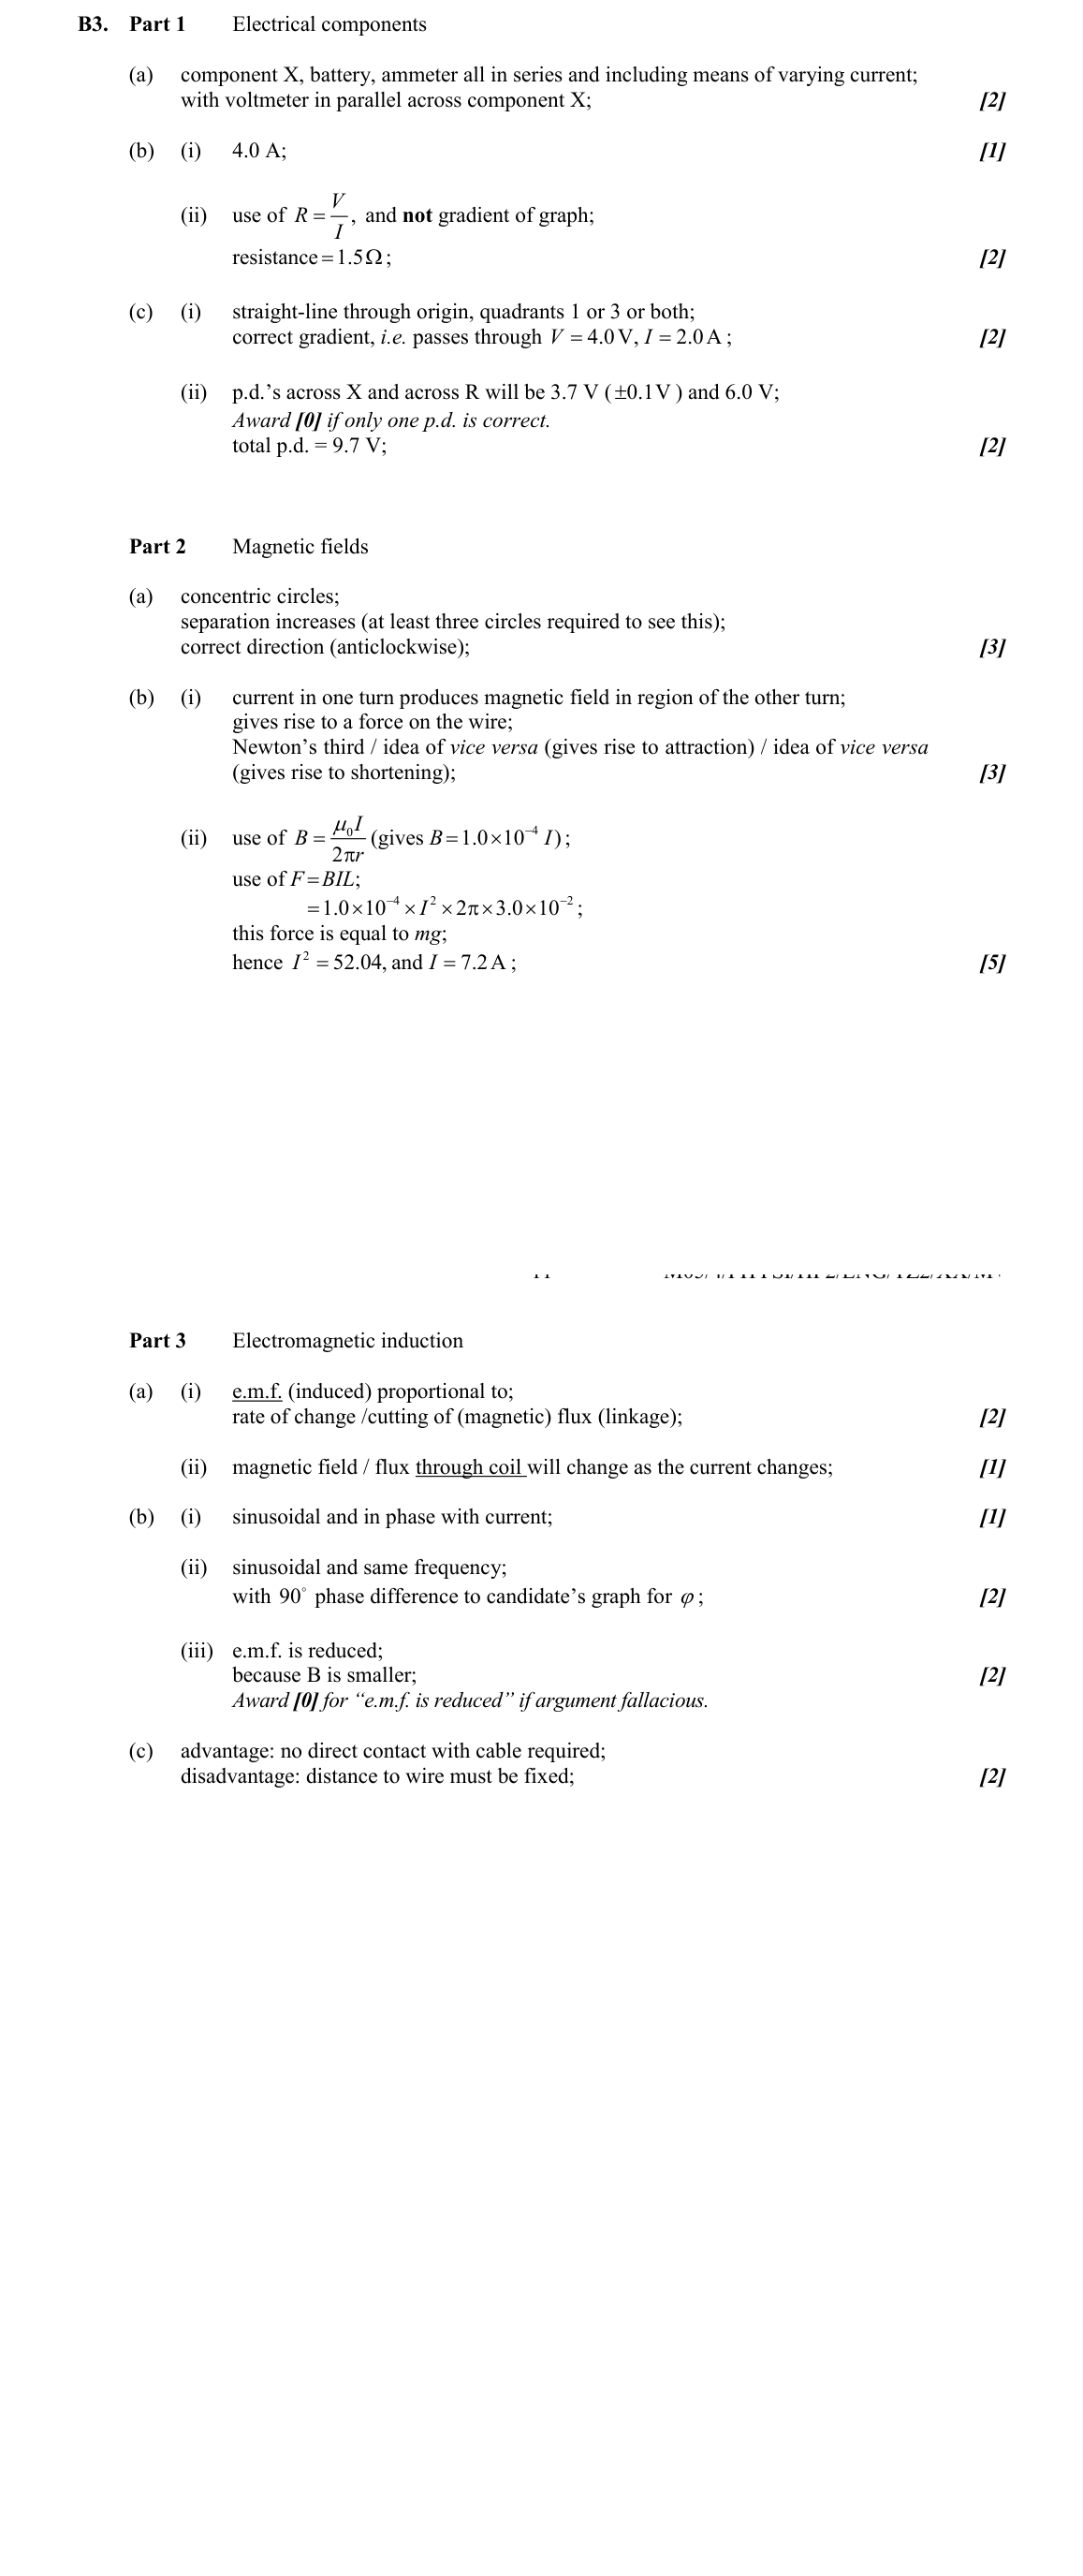 B3. Part 1 Electrical components
(a) component X, battery, ammeter all in series and including means of varying current;
with voltmeter in parallel across component X; [2]
(b) (i) 4.0 A; [1]
(ii) use of R = V/I, and not gradient of graph;
resistance = 1.5 Ω; [2]
(c) (i) straight-line through origin, quadrants 1 or 3 or both;
correct gradient, i.e. passes through V = 4.0 V, I = 2.0 A; [2]
(ii) p.d.’s across X and across R will be 3.7 V (±0.1 V) and 6.0 V;
Award [0] if only one p.d. is correct.
total p.d. = 9.7 V; [2]
Part 2 Magnetic fields
(a) concentric circles;
separation increases (at least three circles required to see this);
correct direction (anticlockwise); [3]
(b) (i) current in one turn produces magnetic field in region of the other turn;
gives rise to a force on the wire;
Newton’s third / idea of vice versa (gives rise to attraction) / idea of vice versa
(gives rise to shortening); [3]
(ii) use of B = μ₀I/2πr (gives B = 1.0×10⁻⁴ I);
use of F = BIL;
= 1.0×10⁻⁴ × I² × 2π × 3.0×10⁻²;
this force is equal to mg;
hence I² = 52.04, and I = 7.2 A; [5]
Part 3 Electromagnetic induction
(a) (i) e.m.f. (induced) proportional to;
rate of change /cutting of (magnetic) flux (linkage); [2]
(ii) magnetic field / flux through coil will change as the current changes; [1]
(b) (i) sinusoidal and in phase with current; [1]
(ii) sinusoidal and same frequency;
with 90° phase difference to candidate’s graph for φ; [2]
(iii) e.m.f. is reduced;
because B is smaller; [2]
Award [0] for “e.m.f. is reduced” if argument fallacious.
(c) advantage: no direct contact with cable required;
disadvantage: distance to wire must be fixed; [2]